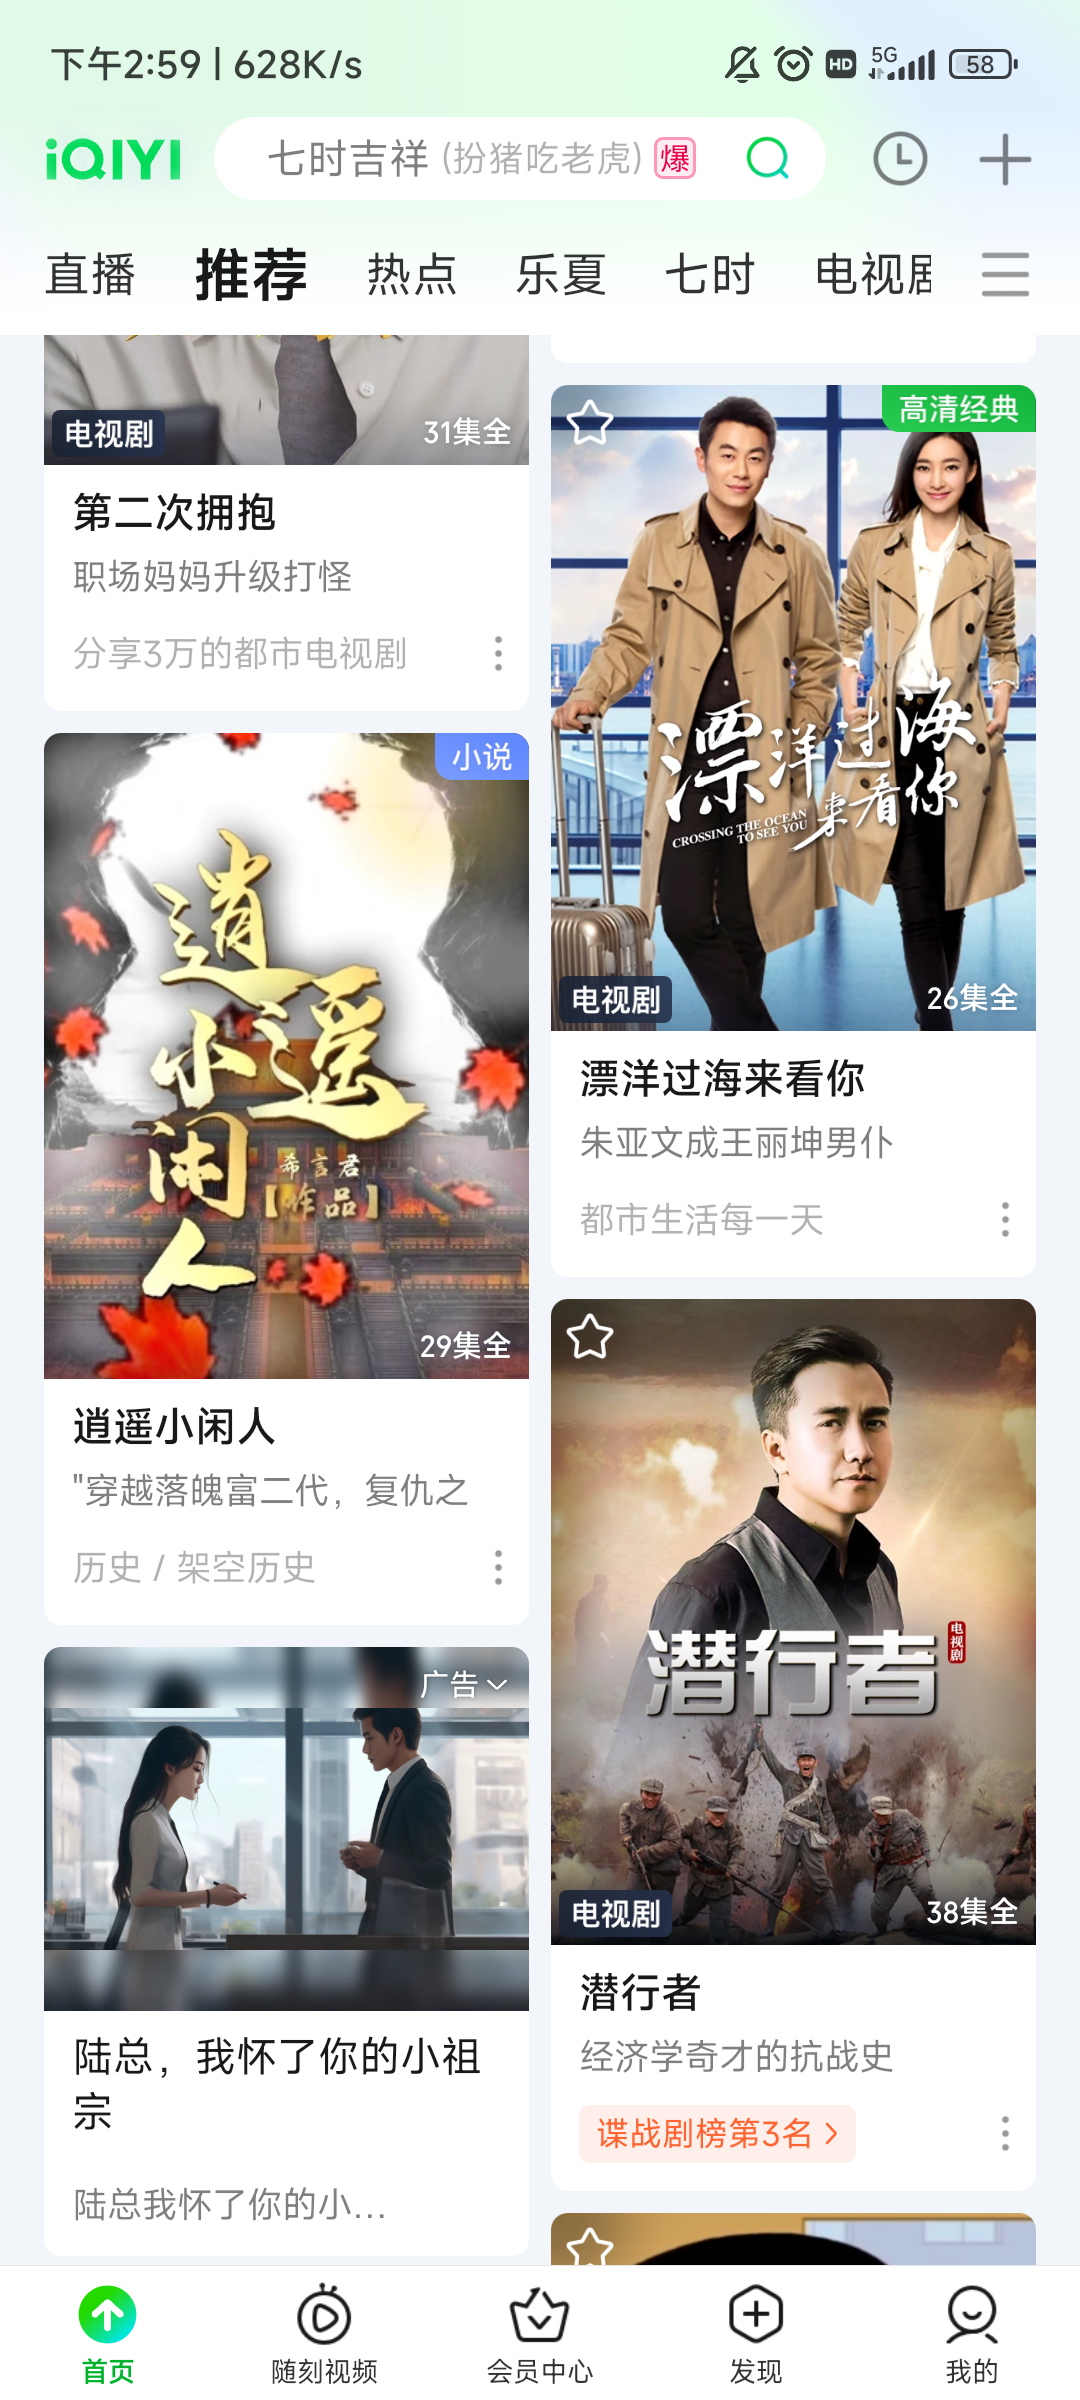 下午2:59 | 628K/s
HD
5G
58
iQIYI
七时吉祥 (扮猪吃老虎) 爆
直播
推荐
热点
乐夏
七时
电视剧
电视剧
31集全
第二次拥抱
职场妈妈升级打怪
分享3万的都市电视剧
小说
逍遥小闲人
希言君
【作品】
29集全
逍遥小闲人
"穿越落魄富二代，复仇之
历史 / 架空历史
广告
陆总，我怀了你的小祖
宗
陆总我怀了你的小...
高清经典
漂洋过海
来看你
CROSSING THE OCEAN
TO SEE YOU
电视剧
26集全
漂洋过海来看你
朱亚文成王丽坤男仆
都市生活每一天
潜行者
电视剧
电视剧
38集全
潜行者
经济学奇才的抗战史
谍战剧榜第3名 >
首页
随刻视频
会员中心
发现
我的